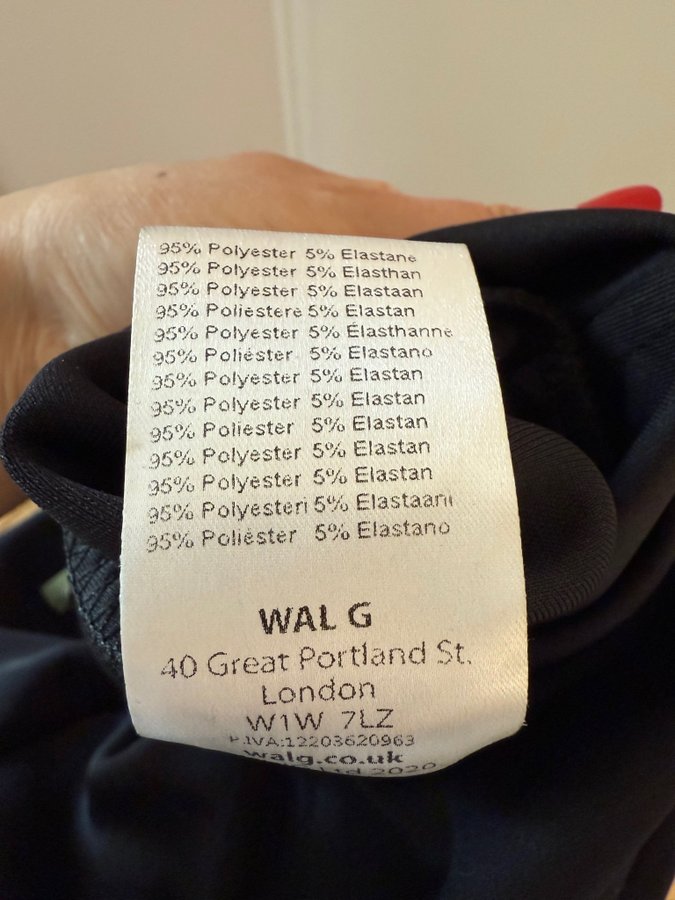 95% Polyester 5% Elastane
95% Polyester 5% Elasthan
95% Polyester 5% Elastaan
95% Poliestere 5% Elastan
95% Polyester 5% Élasthanne
95% Poliéster 5% Elastano
95% Polyester 5% Elastan
95% Polyester 5% Elastan
95% Poliester 5% Elastan
95% Polyester 5% Elastan
95% Polyester 5% Elastan
95% Polyesteri 5% Elastaani
95% Poliéster 5% Elastano
WAL G
40 Great Portland St.
London
W1W 7LZ
P.IVA:12203620963
walg.co.uk
Ltd 2020